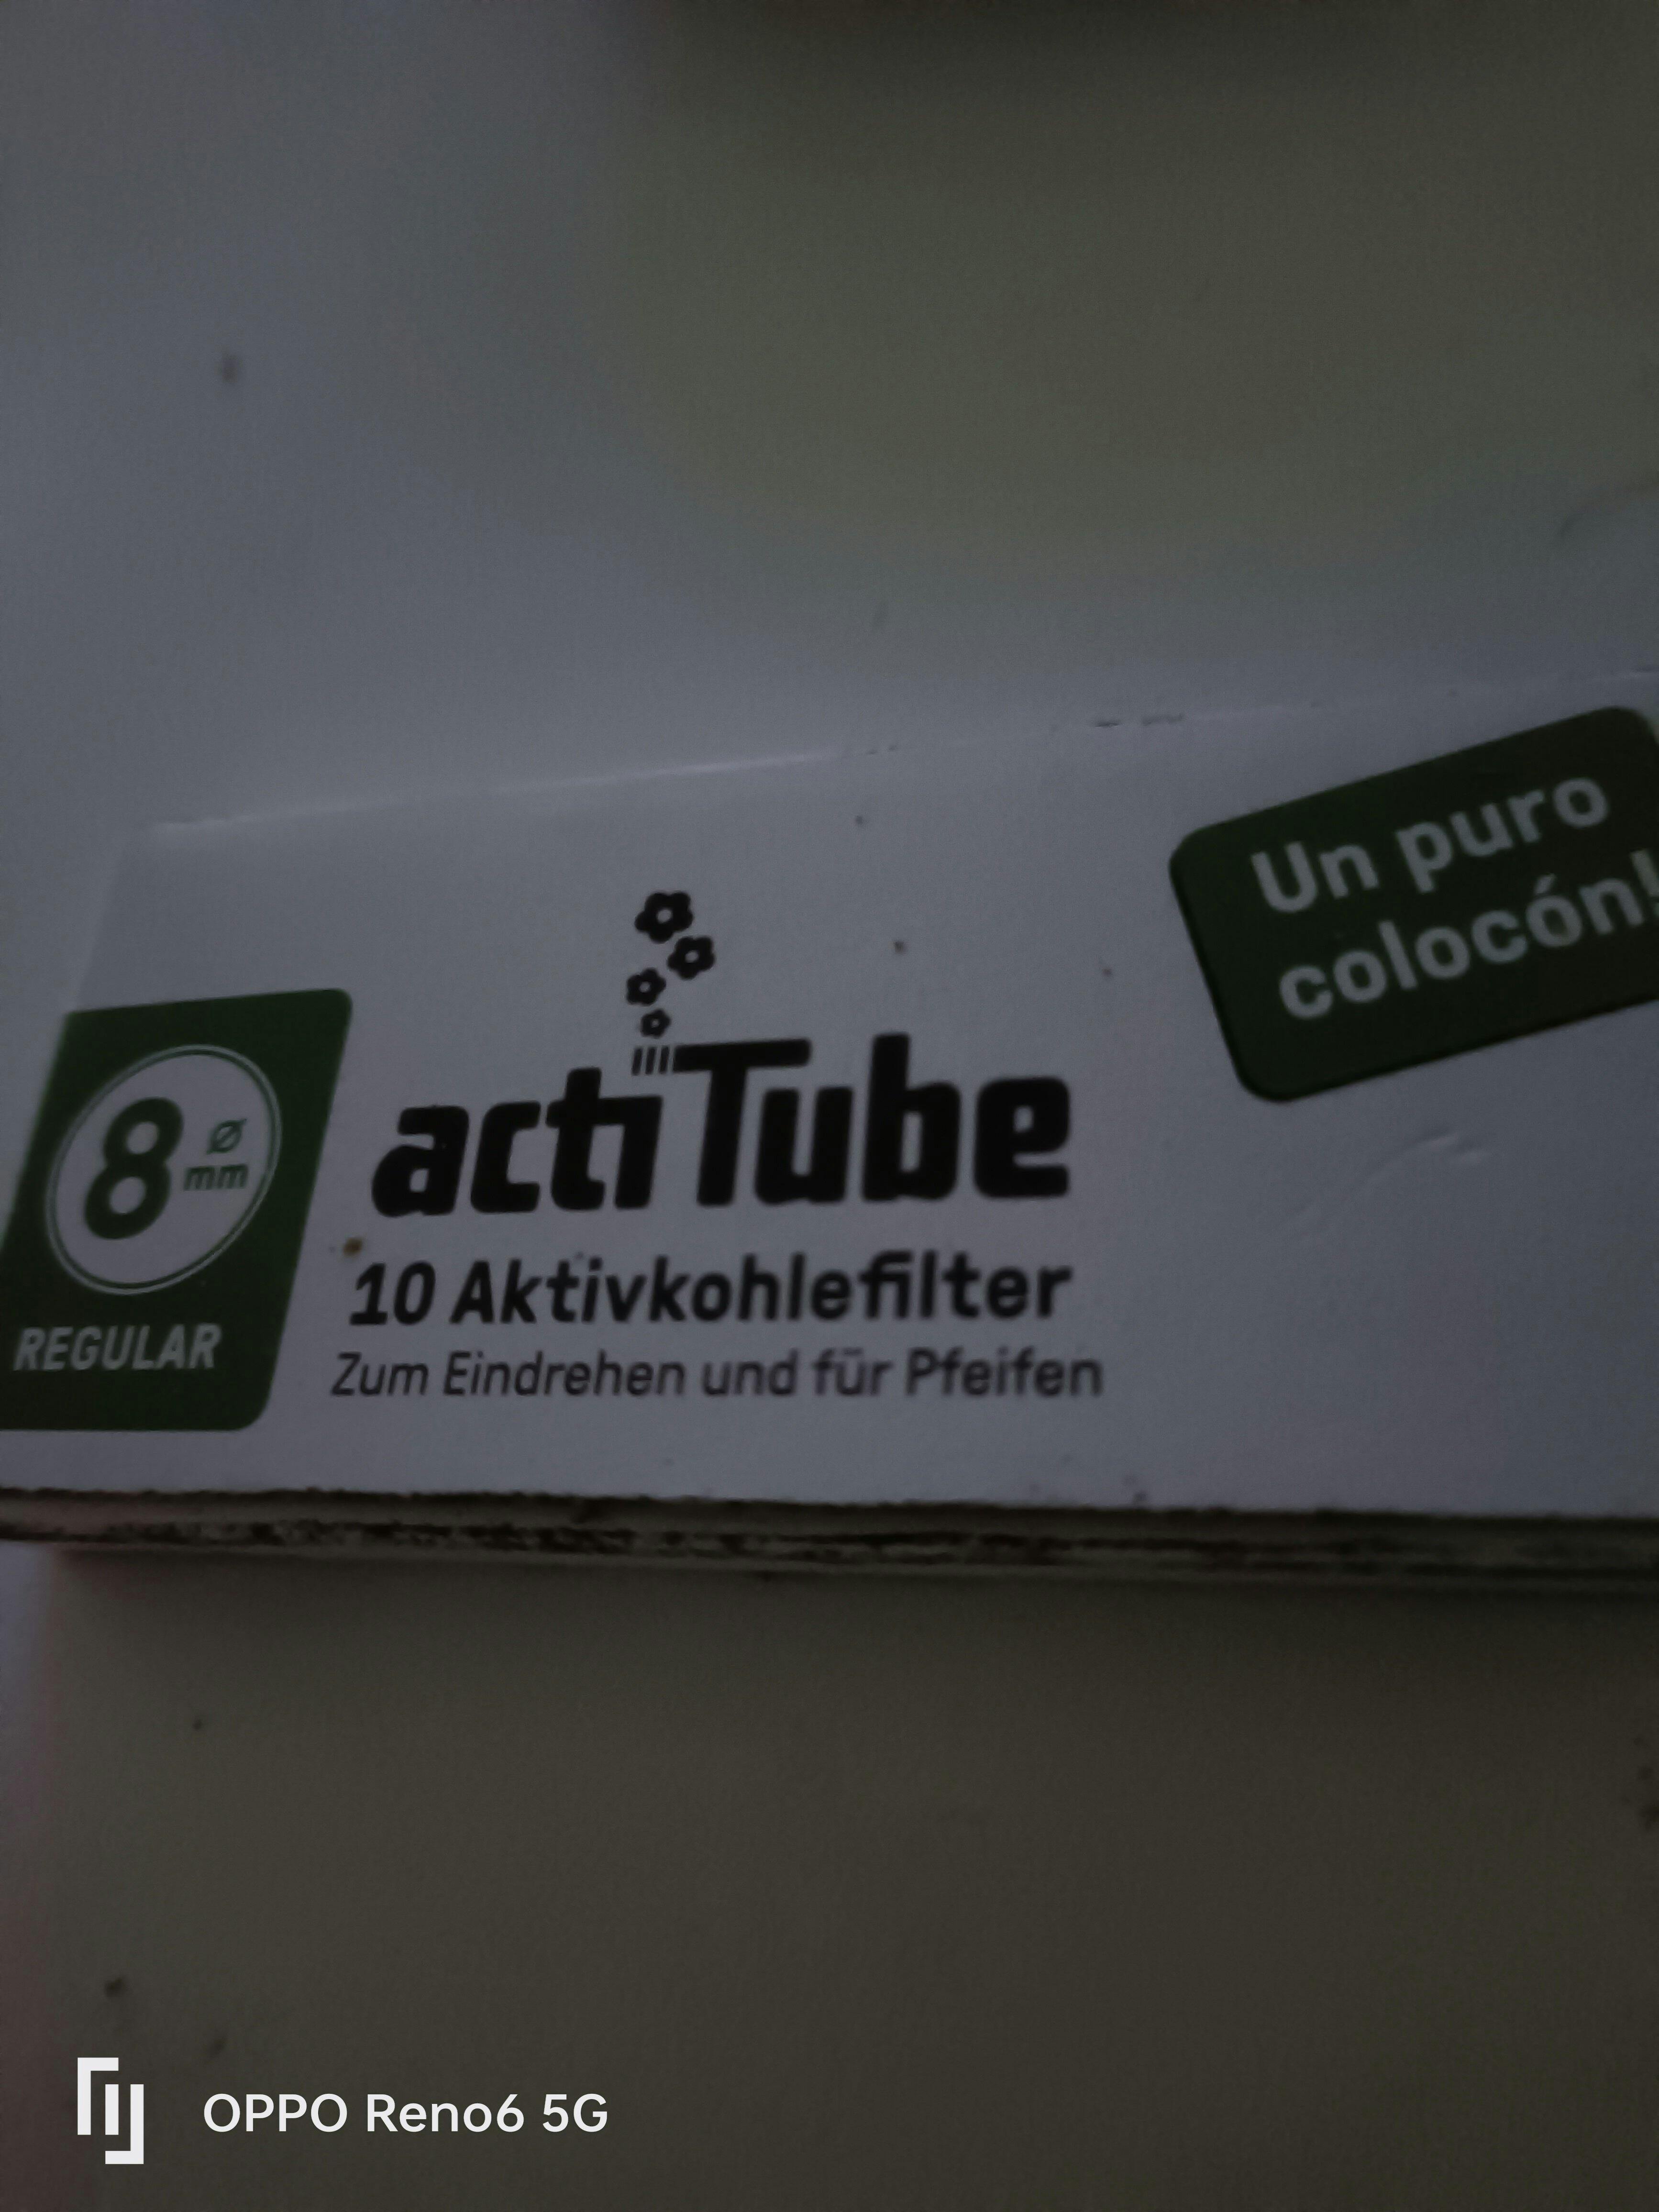 Un puro
colocón!
8 Ø
mm
REGULAR
actiTube
10 Aktivkohlefilter
Zum Eindrehen und für Pfeifen
OPPO Reno6 5G